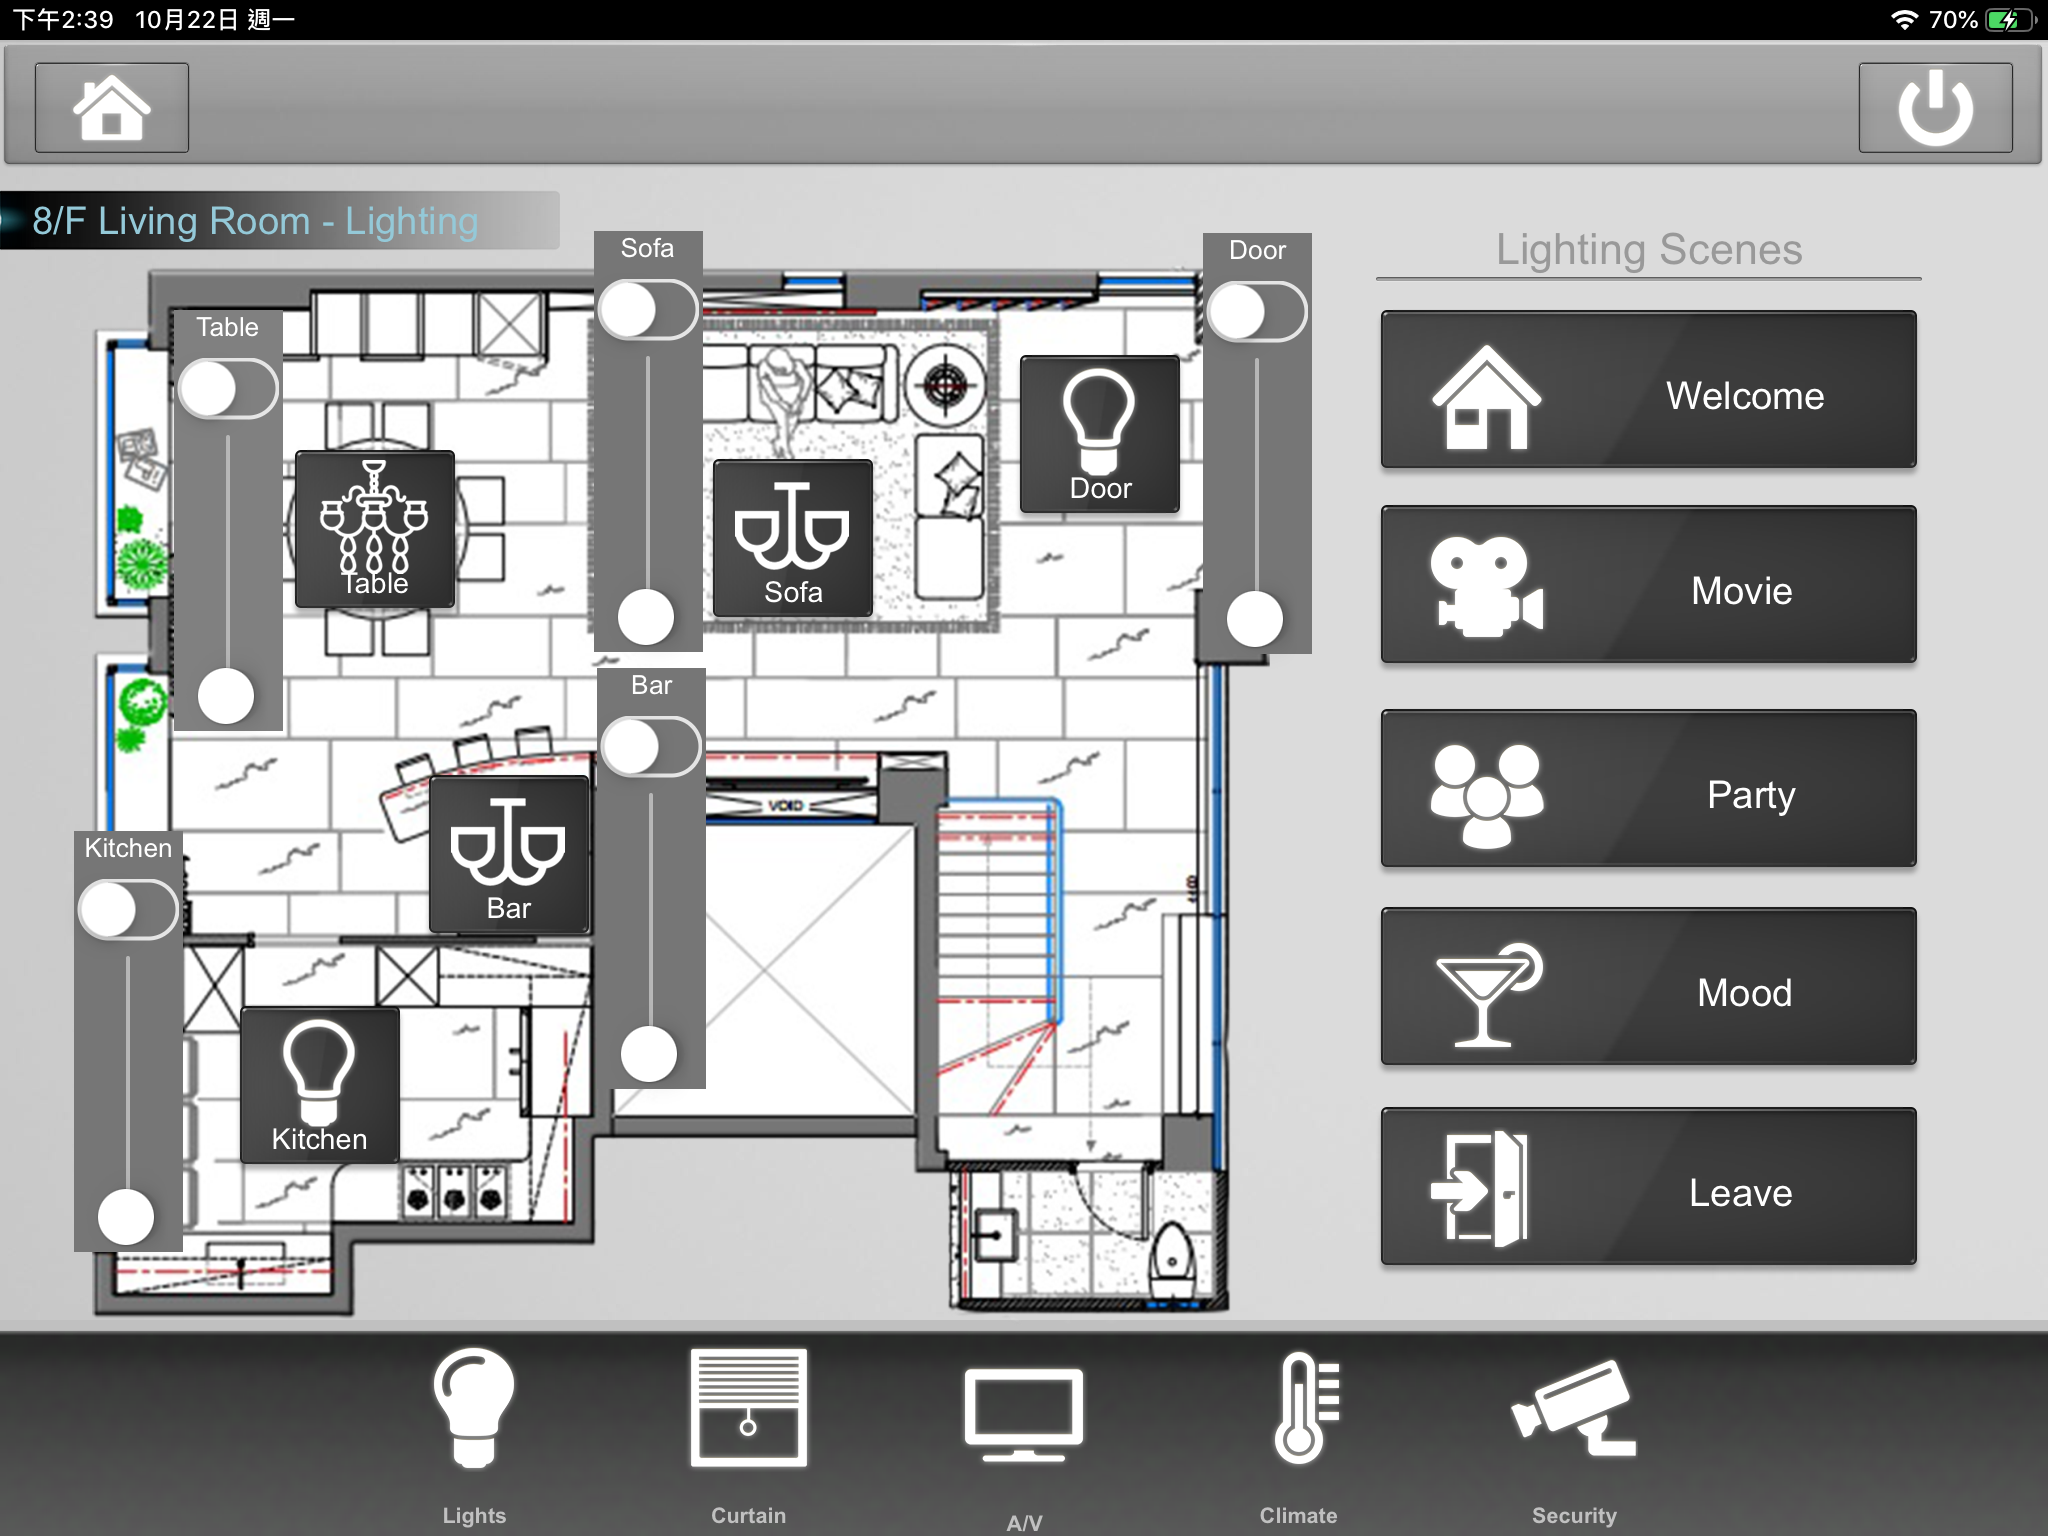 下午2:39 10月22日 週一
70%
8/F Living Room - Lighting
Sofa
Door
Lighting Scenes
Table
Welcome
Door
Table
Sofa
Movie
Bar
VOID
Party
Kitchen
Bar
Mood
Kitchen
Leave
Lights
Curtain
A/V
Climate
Security